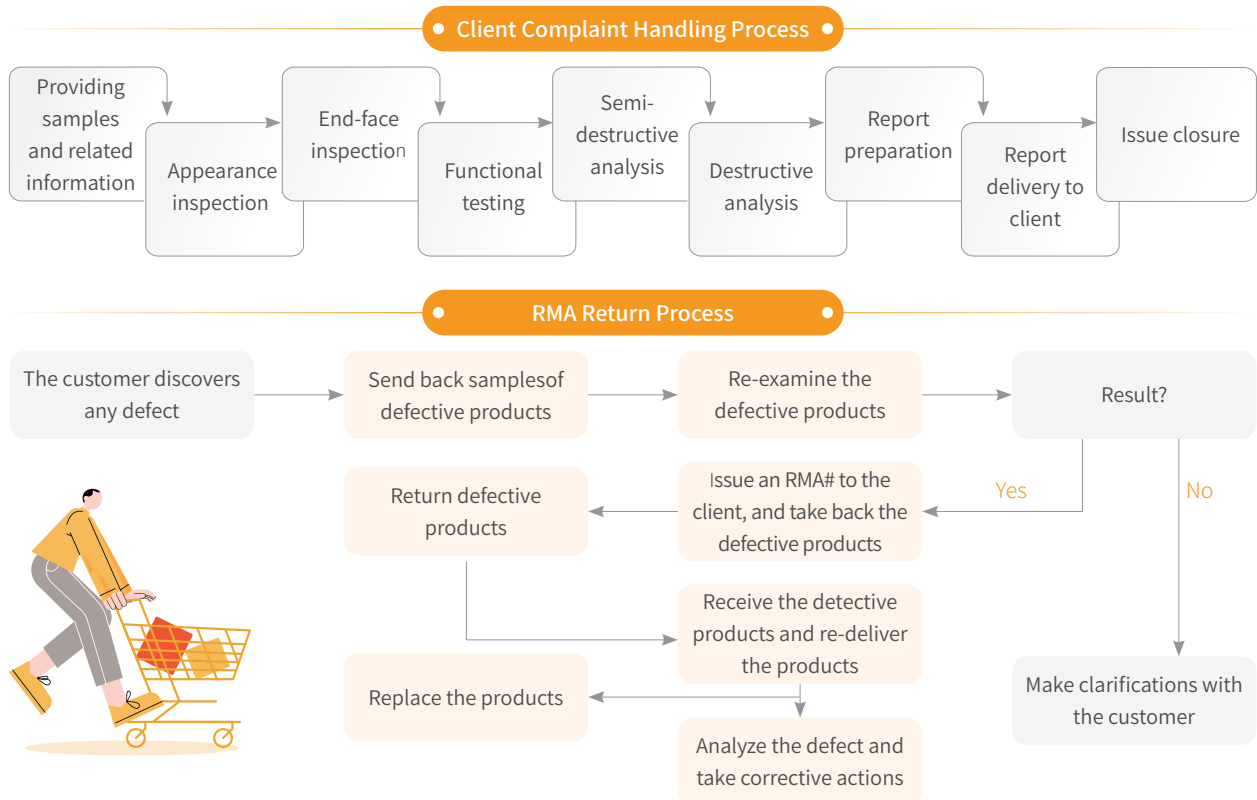 Client Complaint Handling Process
Providing
samples
and related
information
Appearance
inspection
End-face
inspection
Functional
testing
Semi-
destructive
analysis
Destructive
analysis
Report
preparation
Report
delivery to
client
Issue closure
RMA Return Process
The customer discovers
any defect
Send back samplesof
defective products
Re-examine the
defective products
Result?
Yes
No
Issue an RMA# to the
client, and take back the
defective products
Return defective
products
Receive the detective
products and re-deliver
the products
Replace the products
Analyze the defect and
take corrective actions
Make clarifications with
the customer